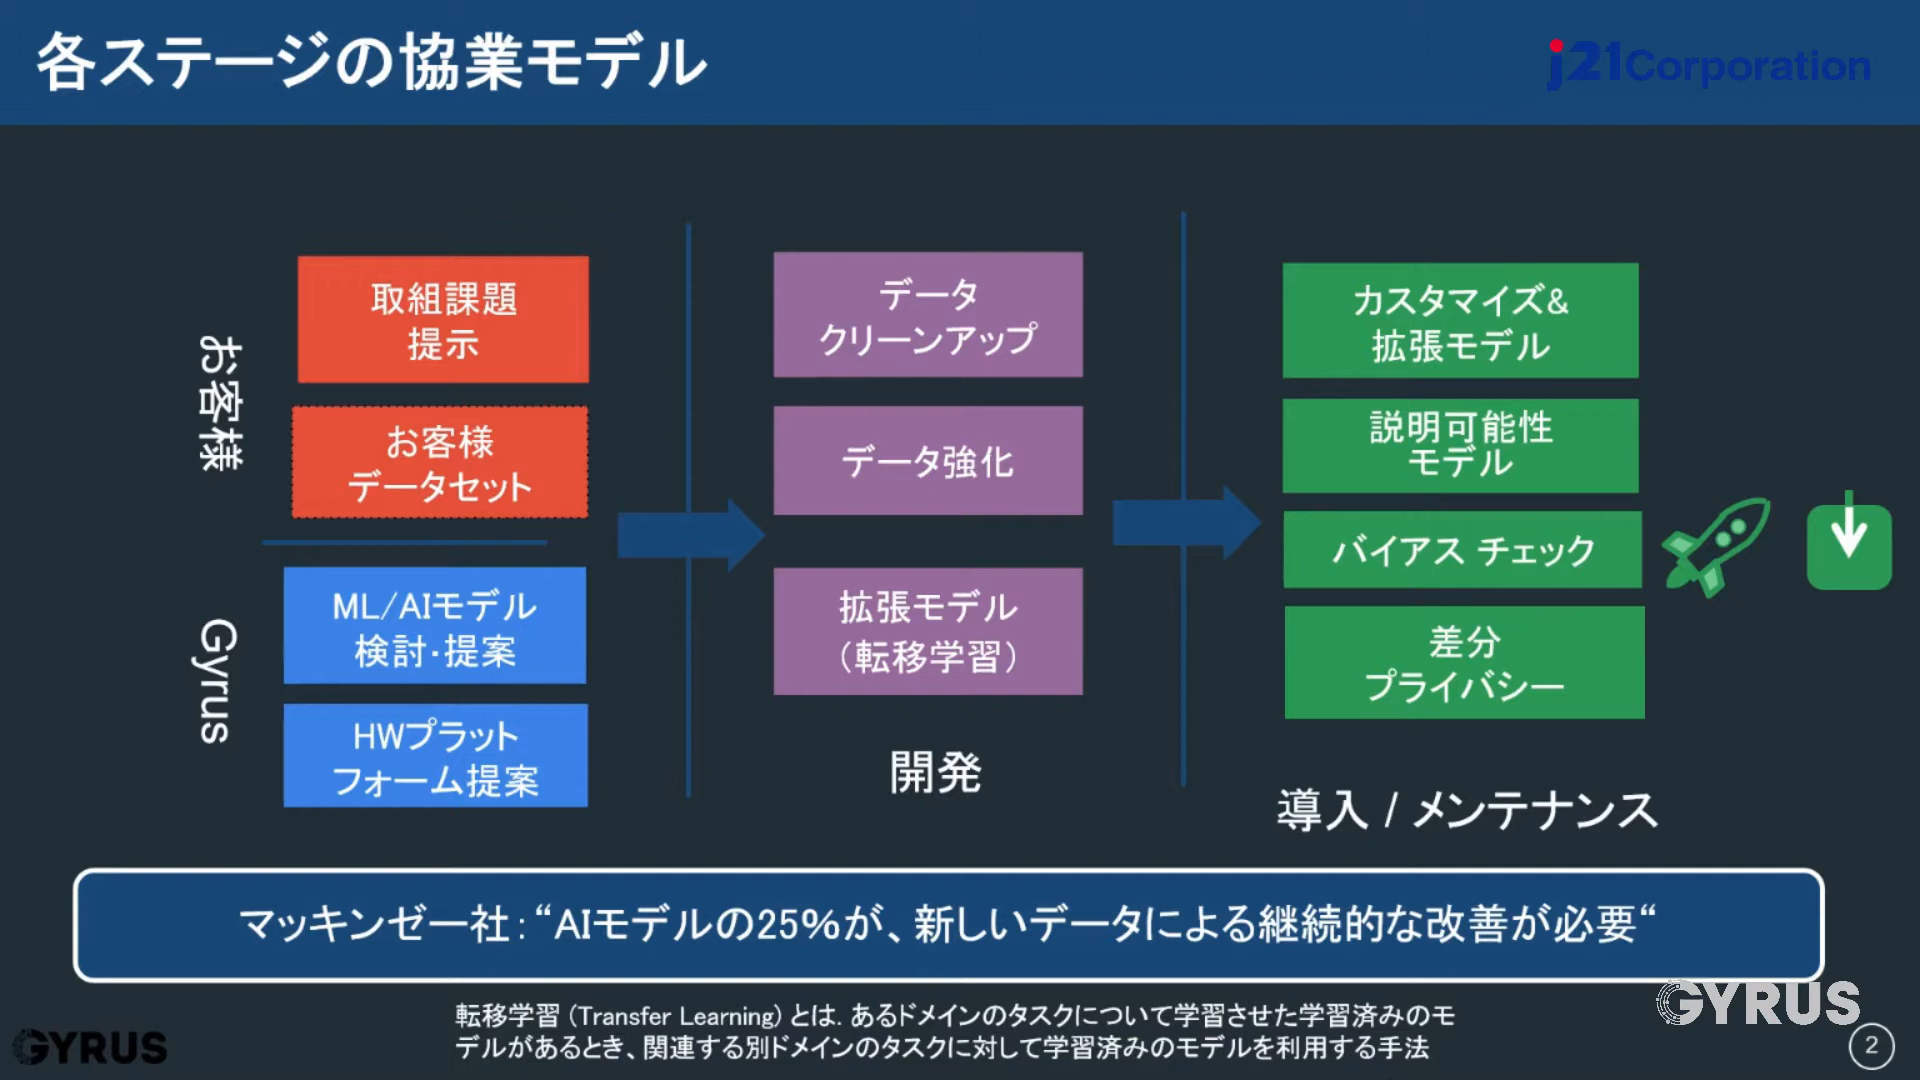 各ステージの協業モデル
j21Corporation
お客様
取組課題
提示
お客様
データセット
Gyrus
ML/AIモデル
検討・提案
HWプラット
フォーム提案
データ
クリーンアップ
データ強化
拡張モデル
（転移学習）
開発
カスタマイズ&
拡張モデル
説明可能性
モデル
バイアス チェック
差分
プライバシー
導入 / メンテナンス
マッキンゼー社：“AIモデルの25%が、新しいデータによる継続的な改善が必要“
転移学習 (Transfer Learning) とは. あるドメインのタスクについて学習させた学習済みのモ
デルがあるとき、関連する別ドメインのタスクに対して学習済みのモデルを利用する手法
GYRUS
GYRUS
2